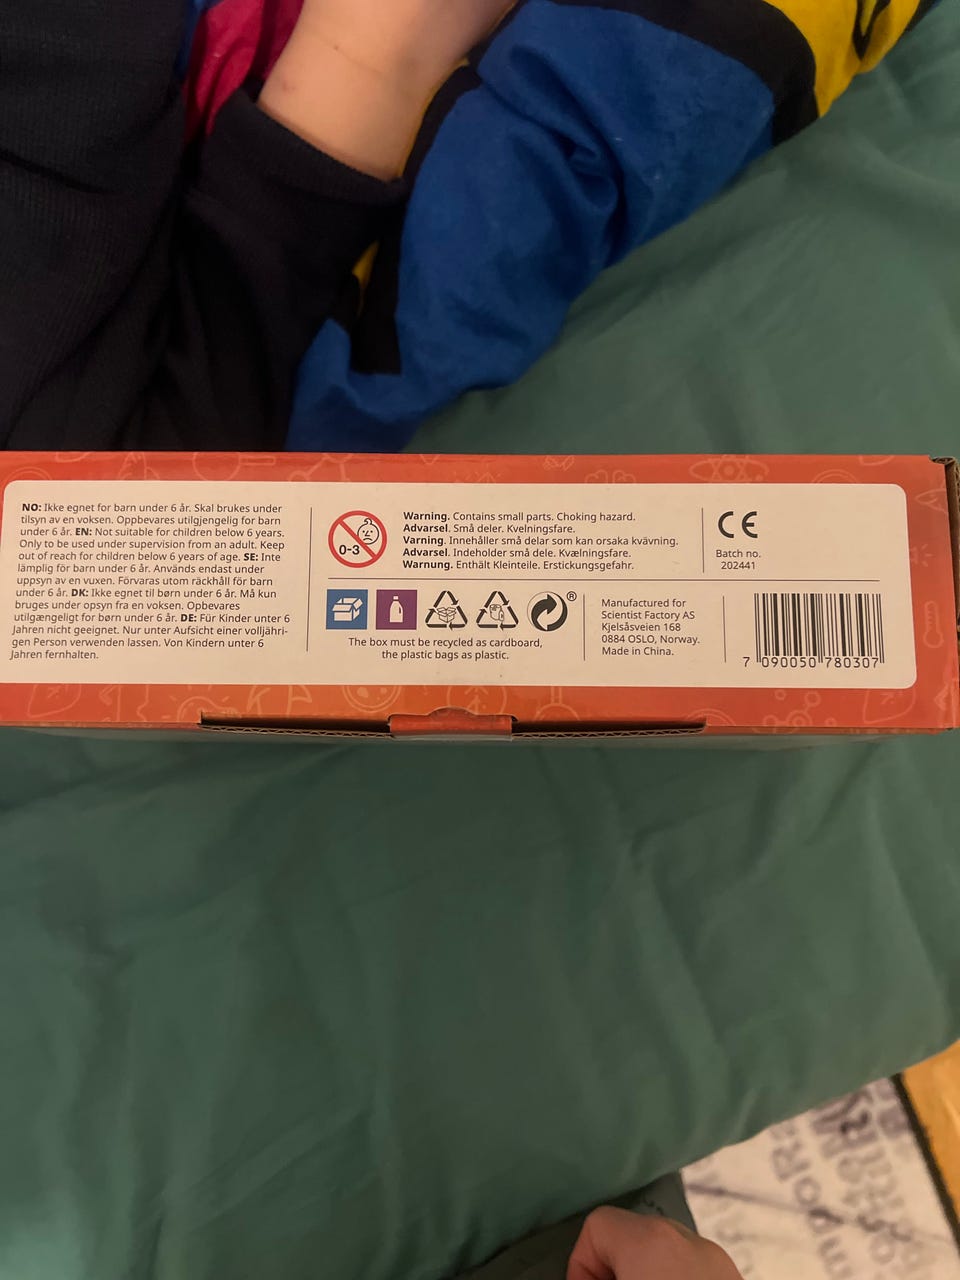 NO: Ikke egnet for barn under 6 år. Skal brukes under
tilsyn av en voksen. Oppbevares utilgjengelig for barn
under 6 år. EN: Not suitable for children below 6 years.
Only to be used under supervision from an adult. Keep
out of reach for children below 6 years of age. SE: Inte
lämplig för barn under 6 år. Används endast under
uppsyn av en vuxen. Förvaras utom räckhåll för barn
under 6 år. DK: Ikke egnet til børn under 6 år. Må kun
bruges under opsyn fra en voksen. Opbevares
utilgængeligt for børn under 6 år. DE: Für Kinder unter 6
Jahren nicht geeignet. Nur unter Aufsicht einer volljähri-
gen Person verwenden lassen. Von Kindern unter 6
Jahren fernhalten.
0-3
Warning. Contains small parts. Choking hazard.
Advarsel. Små deler. Kvelningsfare.
Varning. Innehåller små delar som kan orsaka kvävning.
Advarsel. Indeholder små dele. Kvælningsfare.
Warnung. Enthält Kleinteile. Erstickungsgefahr.
CE
Batch no.
202441
®
The box must be recycled as cardboard,
the plastic bags as plastic.
Manufactured for
Scientist Factory AS
Kjelsåsveien 168
0884 OSLO, Norway.
Made in China.
7 090050 780307